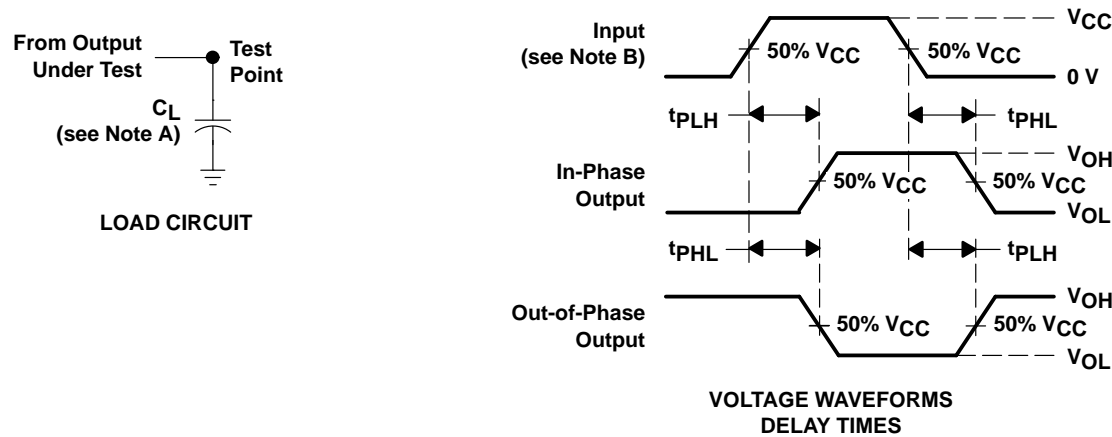 From Output
Under Test
Test
Point
CL
(see Note A)
LOAD CIRCUIT
Input
(see Note B)
50% VCC
50% VCC
VCC
0 V
tPLH
tPHL
In-Phase
Output
50% VCC
50% VCC
VOH
VOL
tPHL
tPLH
Out-of-Phase
Output
50% VCC
50% VCC
VOH
VOL
VOLTAGE WAVEFORMS
DELAY TIMES